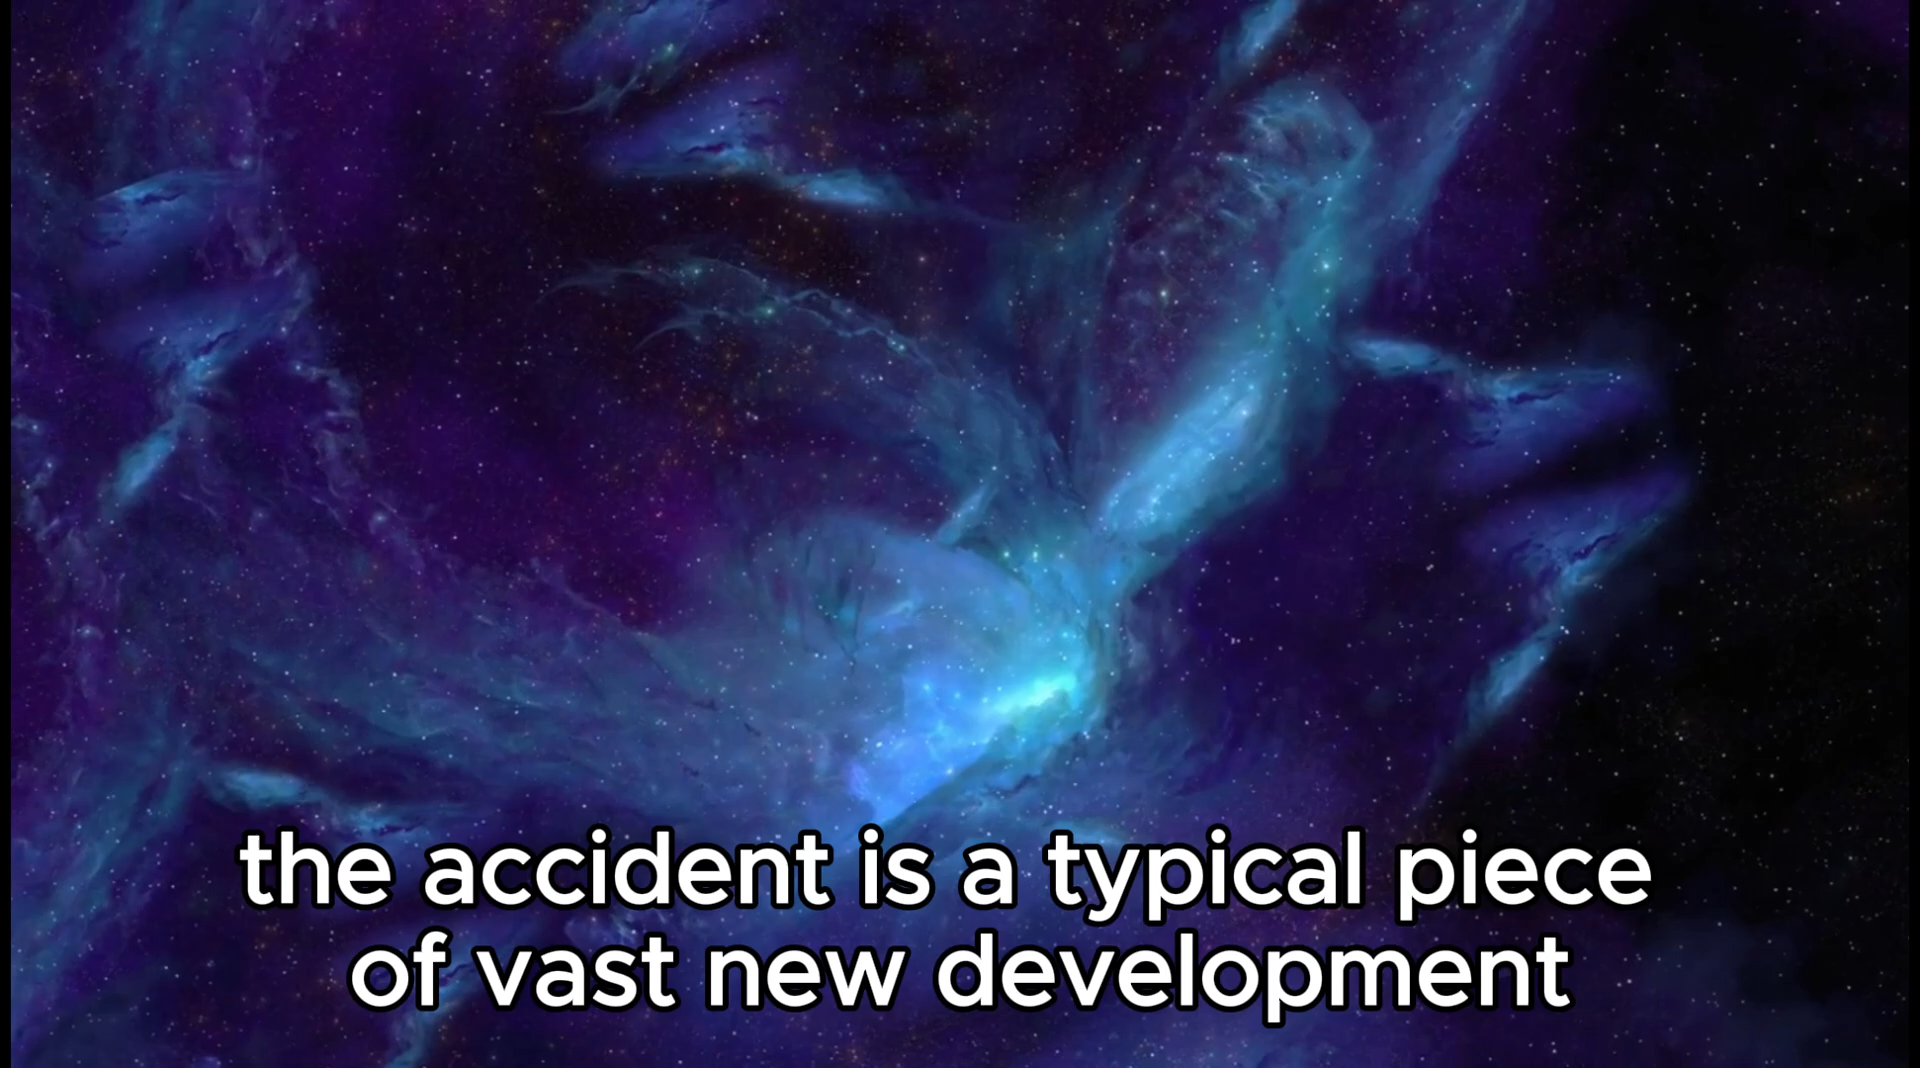 the accident is a typical piece
of vast new development